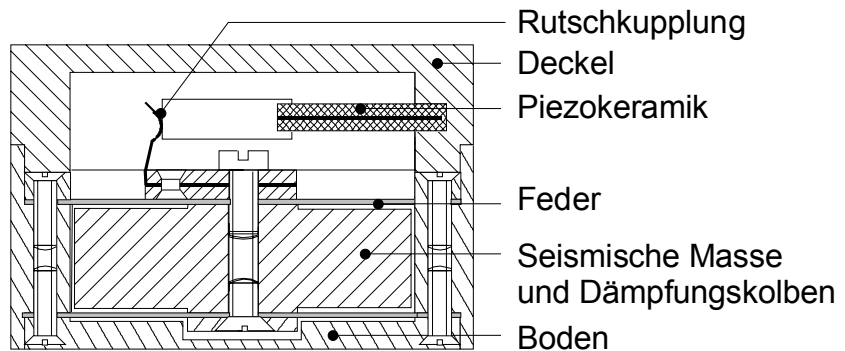 Rutschkupplung
Deckel
Piezokeramik
Feder
Seismische Masse
und Dämpfungskolben
Boden